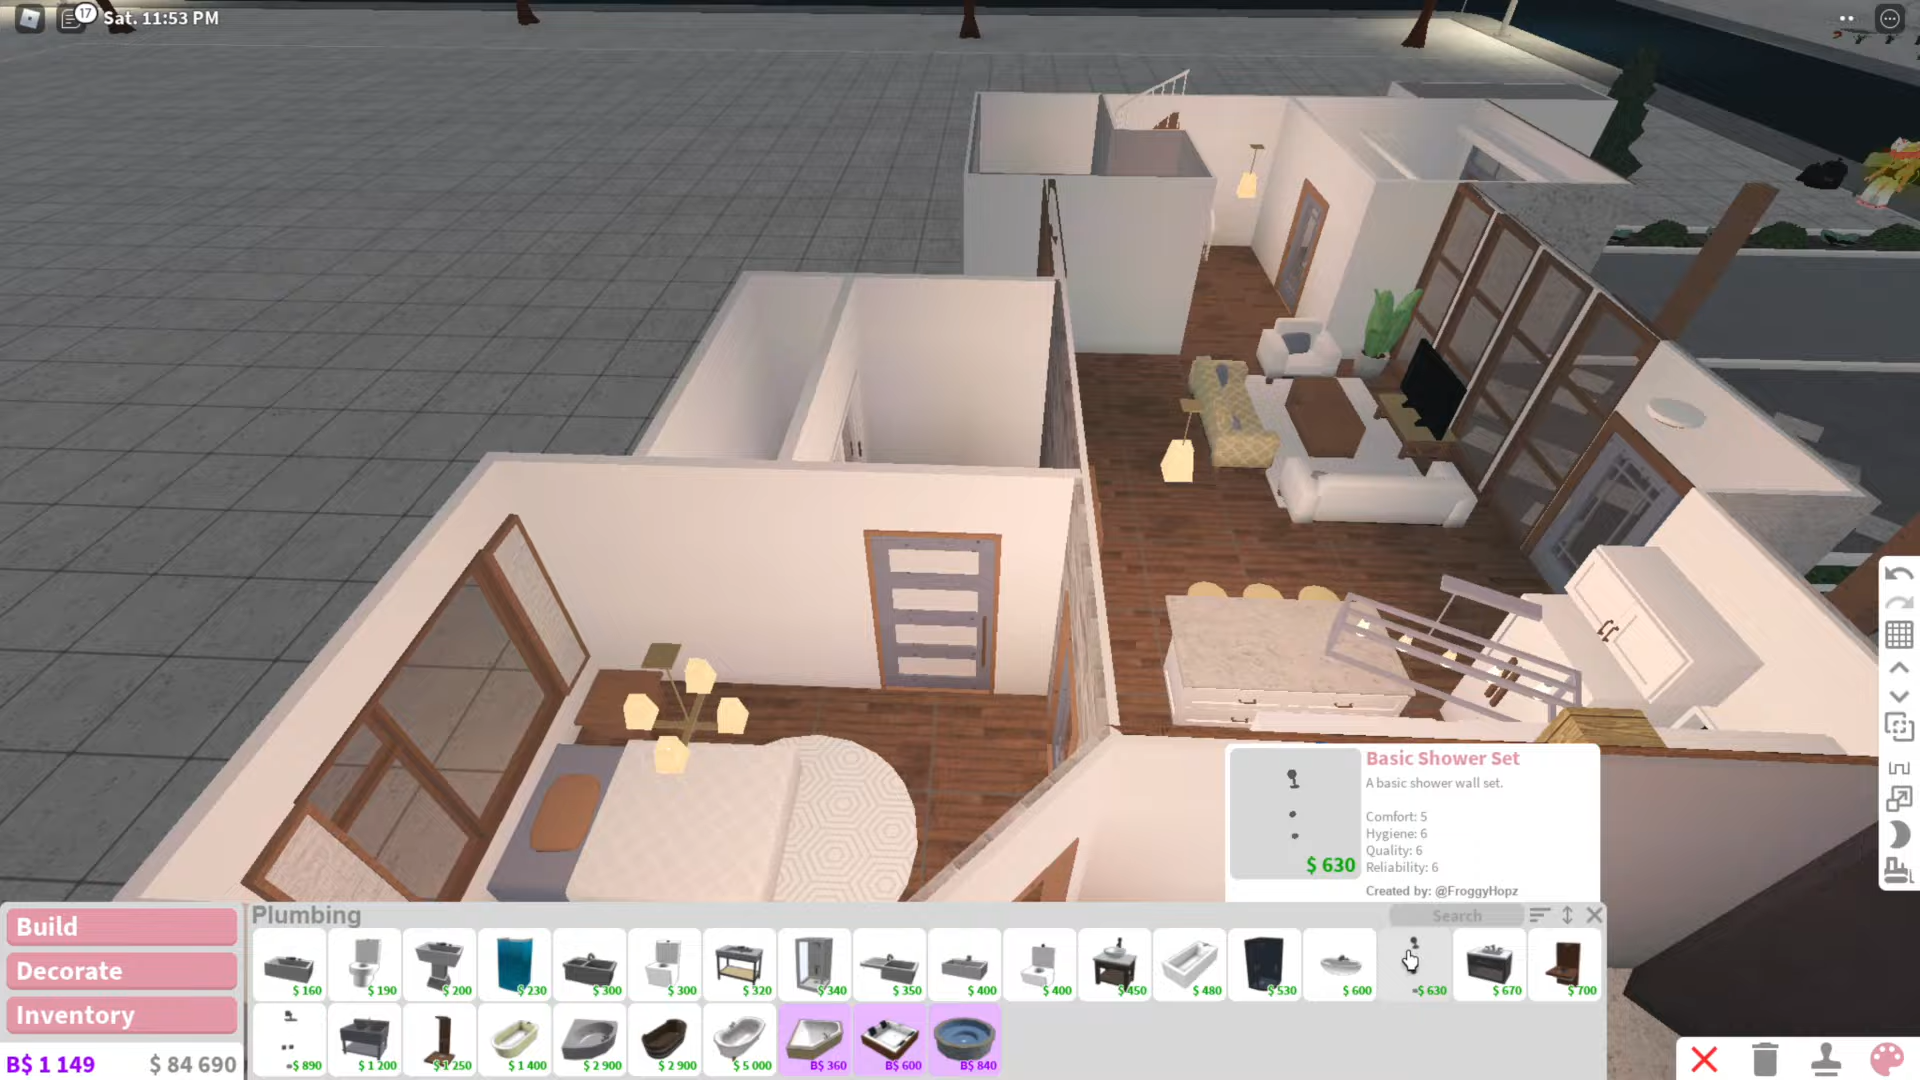 17
Sat. 11:53 PM
Basic Shower Set
A basic shower wall set.
Comfort: 5
Hygiene: 6
Quality: 6
Reliability: 6
$ 630
Created by: @FroggyHopz
Build
Decorate
Inventory
B$ 1 149 $ 84 690
Plumbing
Search
$ 160 $ 190 $ 200 $ 230 $ 300 $ 300 $ 320 $ 340 $ 350 $ 400 $ 400 $ 450 $ 480 $ 530 $ 600 $ 630 $ 670 $ 700
$ 890 $ 1 200 $ 1 250 $ 1 400 $ 2 900 $ 2 900 $ 5 000 B$ 360 B$ 600 B$ 840